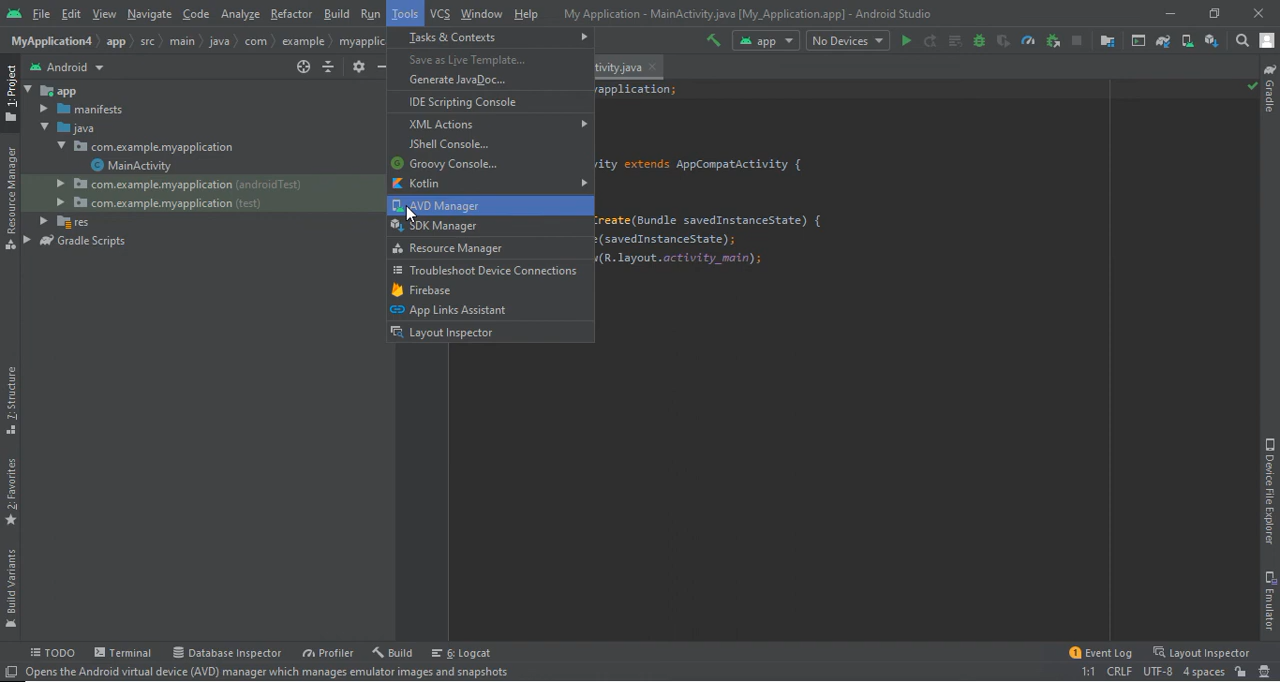 File Edit View Navigate Code Analyze Refactor Build Run Tools VCS Window Help My Application - MainActivity.java [My_Application.app] - Android Studio
MyApplication4 app src main java com example myapplic
app No Devices
1: Project
Resource Manager
7: Structure
2: Favorites
Build Variants
Android
app
manifests
java
com.example.myapplication
MainActivity
com.example.myapplication (androidTest)
com.example.myapplication (test)
res
Gradle Scripts
Tasks & Contexts
Save as Live Template...
Generate JavaDoc...
IDE Scripting Console
XML Actions
JShell Console...
Groovy Console...
Kotlin
AVD Manager
SDK Manager
Resource Manager
Troubleshoot Device Connections
Firebase
App Links Assistant
Layout Inspector
tivity.java
yapplication;
ity extends AppCompatActivity {
reate(Bundle savedInstanceState) {
e(savedInstanceState);
w(R.layout.activity_main);
Gradle
Device File Explorer
Emulator
TODO Terminal Database Inspector Profiler Build 6: Logcat 1 Event Log Layout Inspector
Opens the Android virtual device (AVD) manager which manages emulator images and snapshots 1:1 CRLF UTF-8 4 spaces